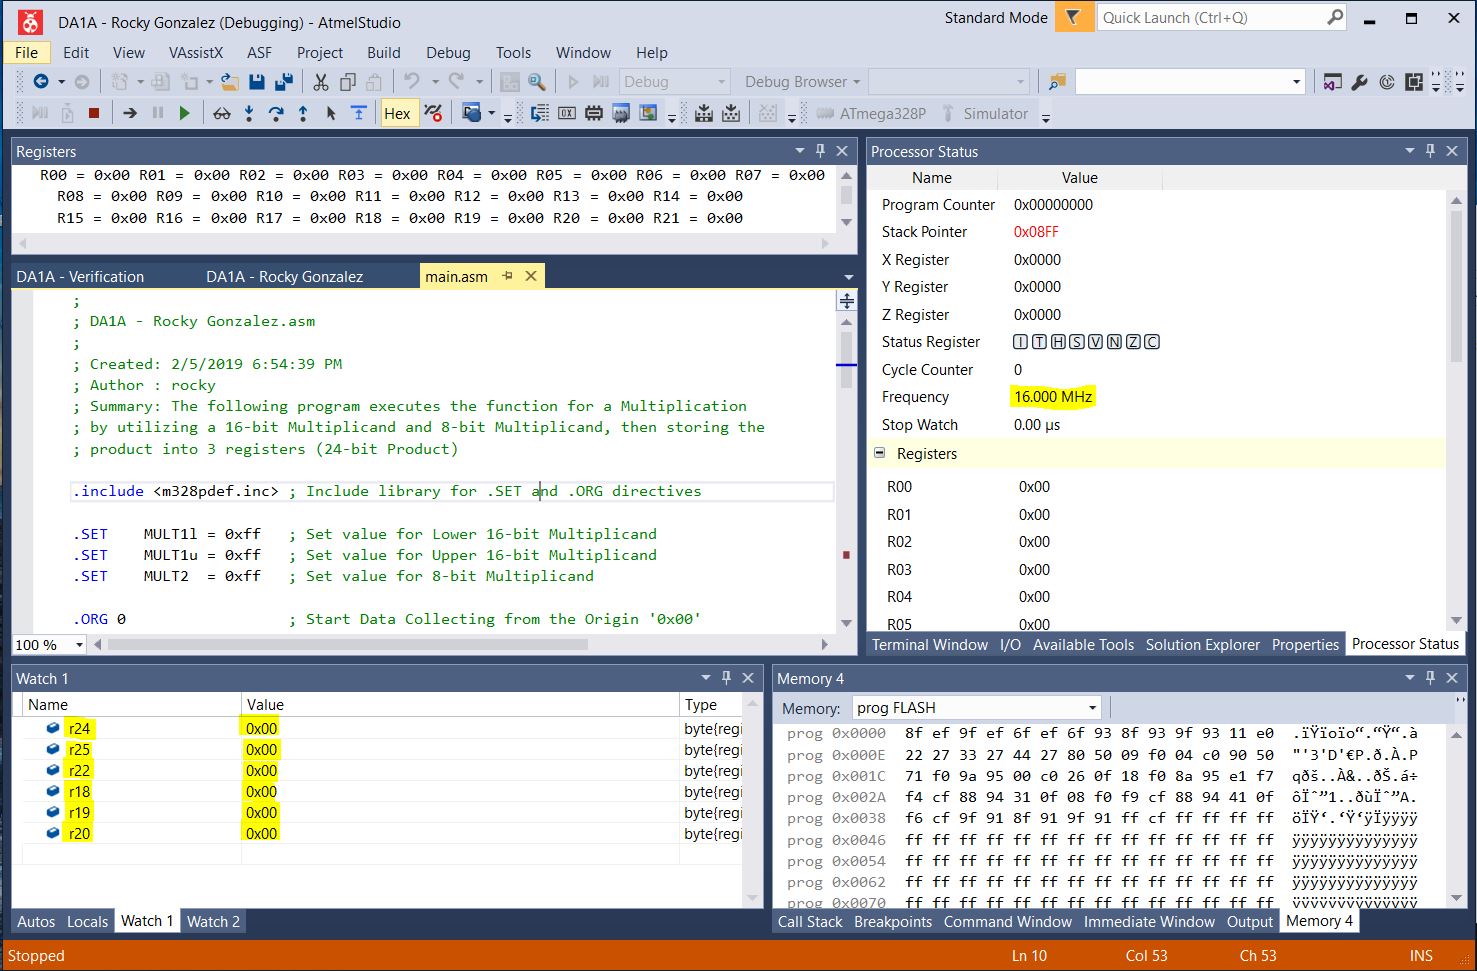 DA1A - Rocky Gonzalez (Debugging) - AtmelStudio
Standard Mode
Quick Launch (Ctrl+Q)
File Edit View VAssistX ASF Project Build Debug Tools Window Help
Debug Debug Browser
Hex ATmega328P Simulator
Registers
R00 = 0x00 R01 = 0x00 R02 = 0x00 R03 = 0x00 R04 = 0x00 R05 = 0x00 R06 = 0x00 R07 = 0x00
R08 = 0x00 R09 = 0x00 R10 = 0x00 R11 = 0x00 R12 = 0x00 R13 = 0x00 R14 = 0x00
R15 = 0x00 R16 = 0x00 R17 = 0x00 R18 = 0x00 R19 = 0x00 R20 = 0x00 R21 = 0x00
DA1A - Verification DA1A - Rocky Gonzalez main.asm
;
; DA1A - Rocky Gonzalez.asm
;
; Created: 2/5/2019 6:54:39 PM
; Author : rocky
; Summary: The following program executes the function for a Multiplication
; by utilizing a 16-bit Multiplicand and 8-bit Multiplicand, then storing the
; product into 3 registers (24-bit Product)
.include <m328pdef.inc> ; Include library for .SET and .ORG directives
.SET MULT1l = 0xff ; Set value for Lower 16-bit Multiplicand
.SET MULT1u = 0xff ; Set value for Upper 16-bit Multiplicand
.SET MULT2 = 0xff ; Set value for 8-bit Multiplicand
.ORG 0 ; Start Data Collecting from the Origin '0x00'
100 %
Processor Status
Name Value
Program Counter 0x00000000
Stack Pointer 0x08FF
X Register 0x0000
Y Register 0x0000
Z Register 0x0000
Status Register I T H S V N Z C
Cycle Counter 0
Frequency 16.000 MHz
Stop Watch 0.00 µs
Registers
R00 0x00
R01 0x00
R02 0x00
R03 0x00
R04 0x00
R05 0x00
Terminal Window I/O Available Tools Solution Explorer Properties Processor Status
Watch 1
Name Value Type
r24 0x00 byte{regi
r25 0x00 byte{regi
r22 0x00 byte{regi
r18 0x00 byte{regi
r19 0x00 byte{regi
r20 0x00 byte{regi
Autos Locals Watch 1 Watch 2
Memory 4
Memory: prog FLASH
prog 0x0000 8f ef 9f ef 6f ef 6f 93 8f 93 9f 93 11 e0 .ïŸïoïo“.“Ÿ“.à
prog 0x000E 22 27 33 27 44 27 80 50 09 f0 04 c0 90 50 "'3'D'€P.ð.À.P
prog 0x001C 71 f0 9a 95 00 c0 26 0f 18 f0 8a 95 e1 f7 qðš..À&..ðŠ.á÷
prog 0x002A f4 cf 88 94 31 0f 08 f0 f9 cf 88 94 41 0f ôÏˆ”1..ðùÏˆ”A.
prog 0x0038 f6 cf 9f 91 8f 91 9f 91 ff cf ff ff ff ff öÏŸ‘.‘Ÿ‘ÿÏÿÿÿÿ
prog 0x0046 ff ff ff ff ff ff ff ff ff ff ff ff ff ff ÿÿÿÿÿÿÿÿÿÿÿÿÿÿ
prog 0x0054 ff ff ff ff ff ff ff ff ff ff ff ff ff ff ÿÿÿÿÿÿÿÿÿÿÿÿÿÿ
prog 0x0062 ff ff ff ff ff ff ff ff ff ff ff ff ff ff ÿÿÿÿÿÿÿÿÿÿÿÿÿÿ
prog 0x0070 ff ff ff ff ff ff ff ff ff ff ff ff ff ff ÿÿÿÿÿÿÿÿÿÿÿÿÿÿ
Call Stack Breakpoints Command Window Immediate Window Output Memory 4
Stopped Ln 10 Col 53 Ch 53 INS